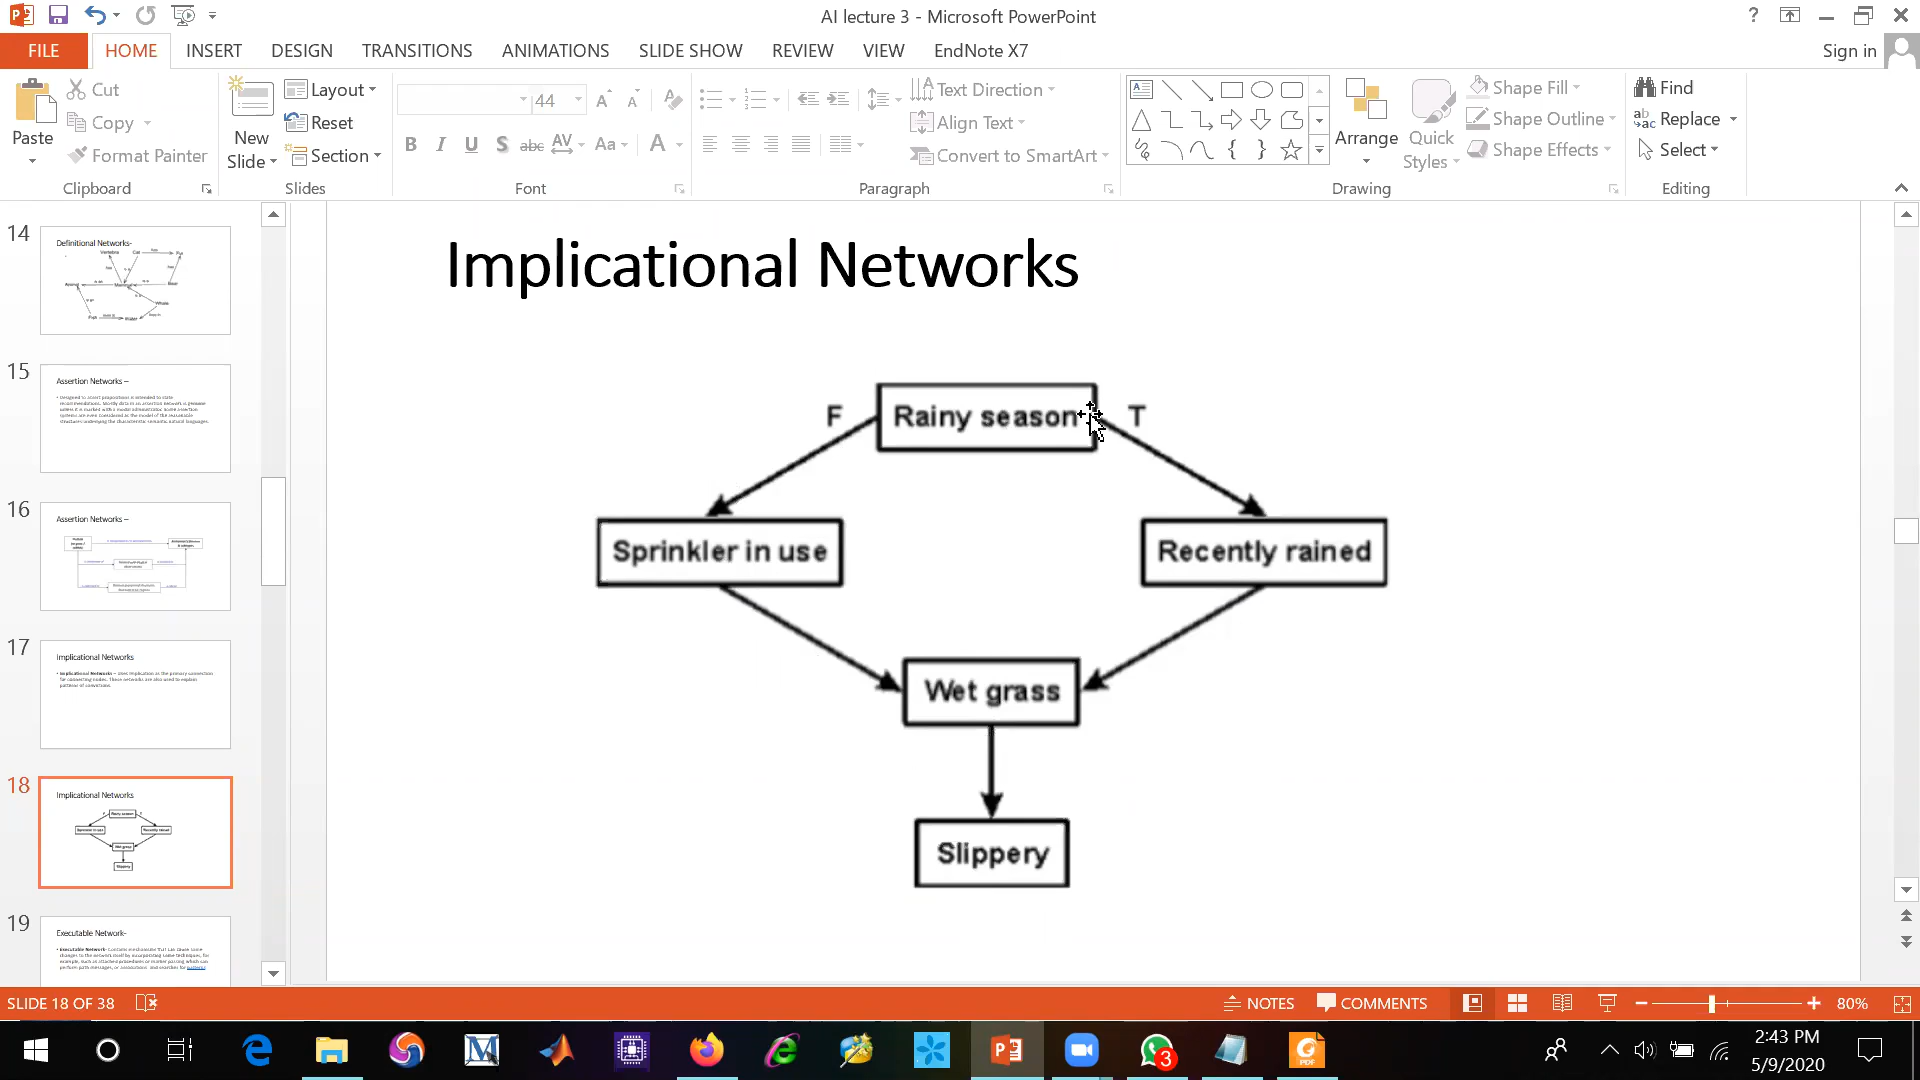 AI lecture 3 - Microsoft PowerPoint
?
FILE HOME INSERT DESIGN TRANSITIONS ANIMATIONS SLIDE SHOW REVIEW VIEW EndNote X7
Sign in
Paste
Cut
Copy
Format Painter
Clipboard
New
Slide
Layout
Reset
Section
Slides
44
B I U S abc AV Aa A
Font
Text Direction
Align Text
Convert to SmartArt
Paragraph
Arrange
Quick
Styles
Shape Fill
Shape Outline
Shape Effects
Drawing
Find
Replace
Select
Editing
14
Definitional Networks-
15
Assertion Networks –
16
Assertion Networks –
17
Implicational Networks
18
Implicational Networks
19
Executable Network-
Implicational Networks
F
Rainy season
T
Sprinkler in use
Recently rained
Wet grass
Slippery
SLIDE 18 OF 38
NOTES
COMMENTS
80%
3
PDF
2:43 PM
5/9/2020